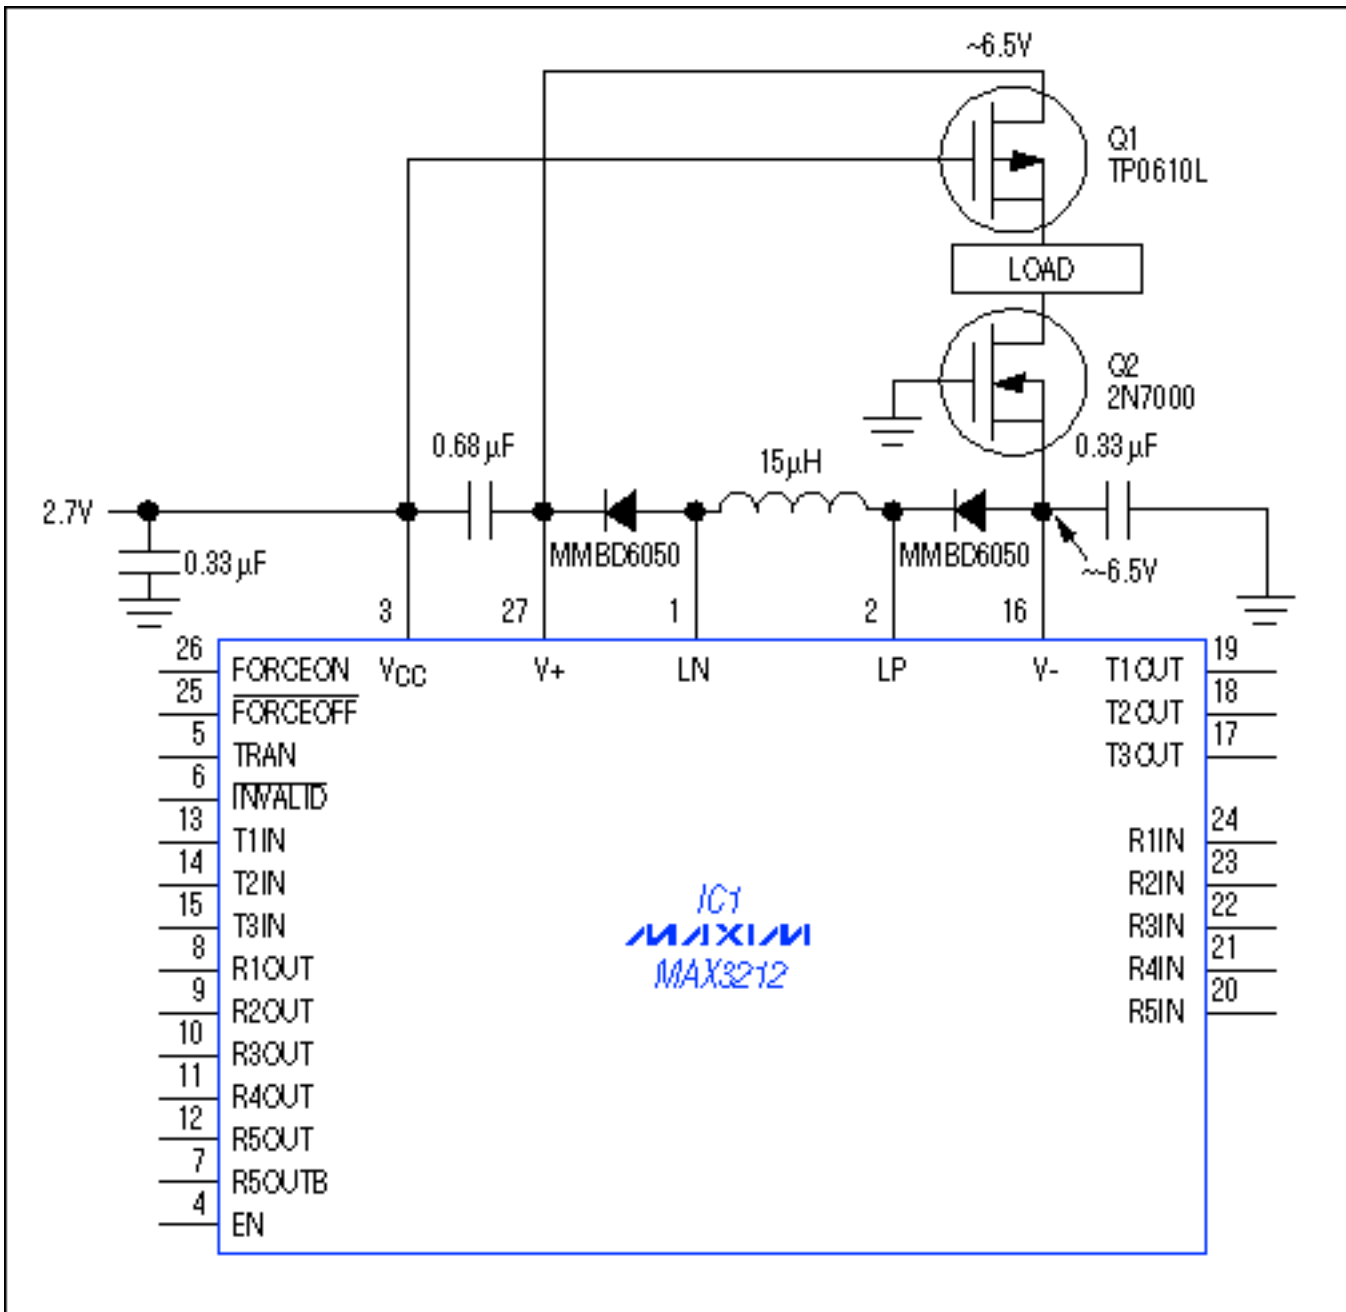 ~6.5V
Q1
TP0610L
LOAD
Q2
2N7000
0.68µF
15µH
0.33µF
2.7V
0.33µF
MMBD6050
MMBD6050
~-6.5V
3
27
1
2
16
26
FORCEON
VCC
V+
LN
LP
V-
T1OUT
19
25
FORCEOFF
T2OUT
18
5
TRAN
T3OUT
17
6
INVALID
13
T1IN
R1IN
24
14
T2IN
R2IN
23
15
T3IN
R3IN
22
8
R1OUT
R4IN
21
9
R2OUT
R5IN
20
10
R3OUT
11
R4OUT
12
R5OUT
7
R5OUTB
4
EN
IC1
MAXIM
MAX3212